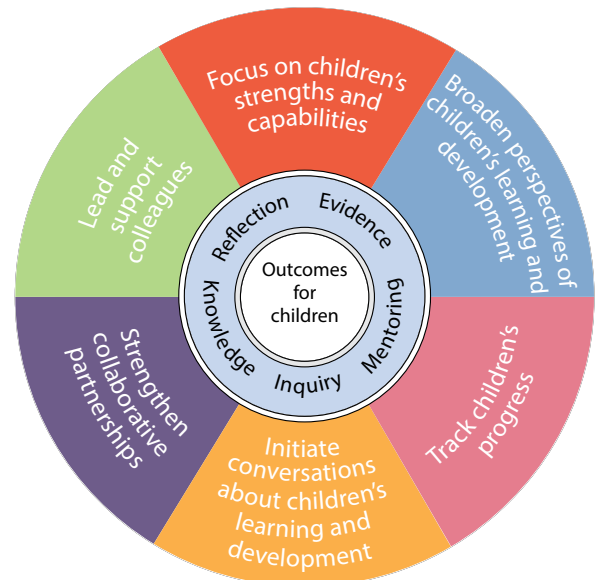 Focus on children's
strengths and
capabilities
Broaden perspectives of
children's learning and
development
Track children's
progress
Initiate
conversations
about children's
learning and
development
Strengthen
collaborative
partnerships
Lead and
support
colleagues
Reflection
Evidence
Mentoring
Inquiry
Knowledge
Outcomes
for
children